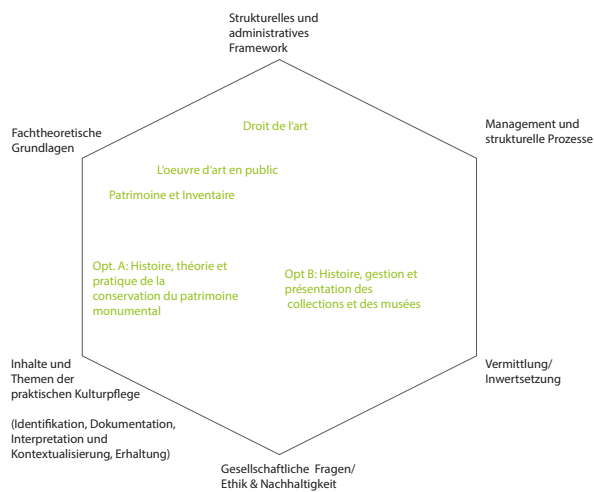 Strukturelles und
administratives
Framework
Droit de l'art
Management und
strukturelle Prozesse
Fachtheoretische
Grundlagen
L'oeuvre d'art en public
Patrimoine et Inventaire
Opt. A: Histoire, théorie et
pratique de la
conservation du patrimoine
monumental
Opt B: Histoire, gestion et
présentation des
collections et des musées
Inhalte und
Themen der
praktischen Kulturpflege
(Identifikation, Dokumentation,
Interpretation und
Kontextualisierung, Erhaltung)
Vermittlung/
Inwertsetzung
Gesellschaftliche Fragen/
Ethik & Nachhaltigkeit